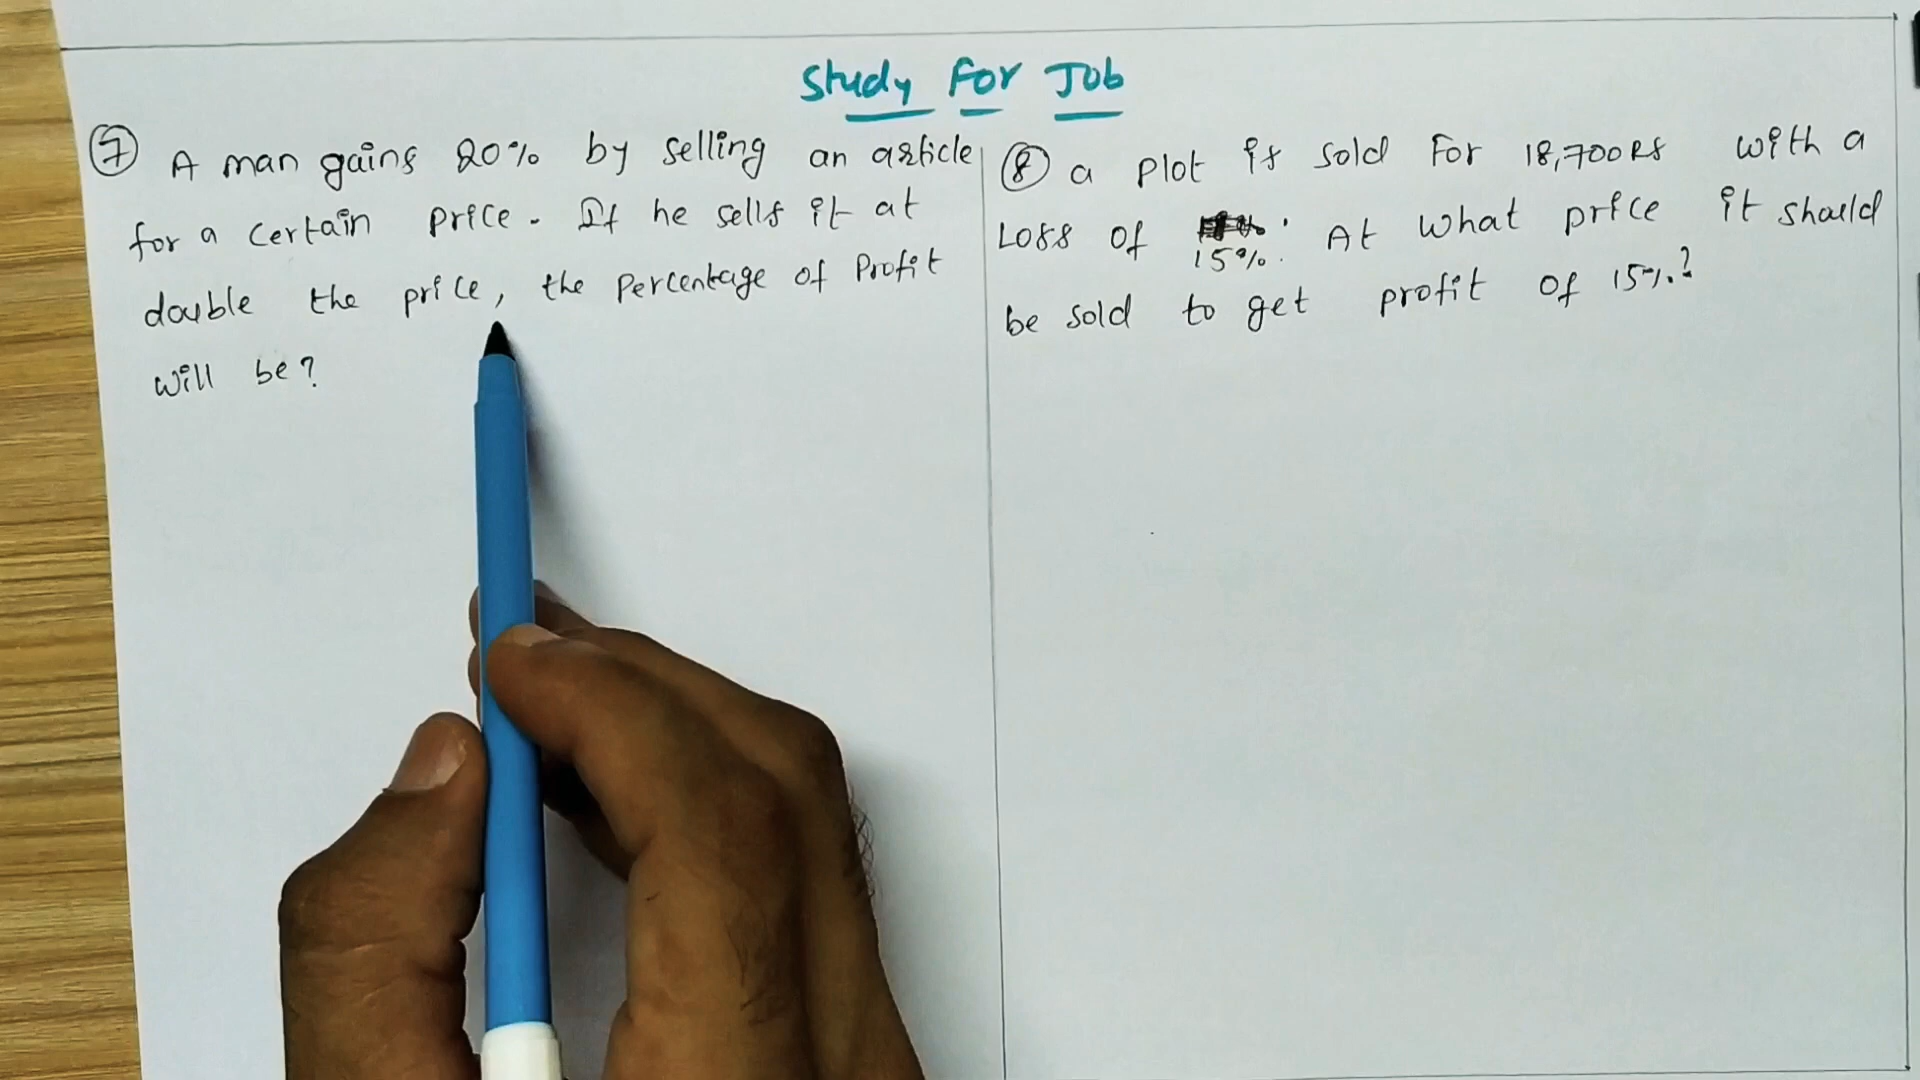 Study For Job
7 A man gains 20% by selling an article
for a certain price. If he sells it at
double the price, the percentage of profit
will be?
8 a plot is sold for 18,700Rs with a
Loss of 15%. At what price it should
be sold to get profit of 15%?